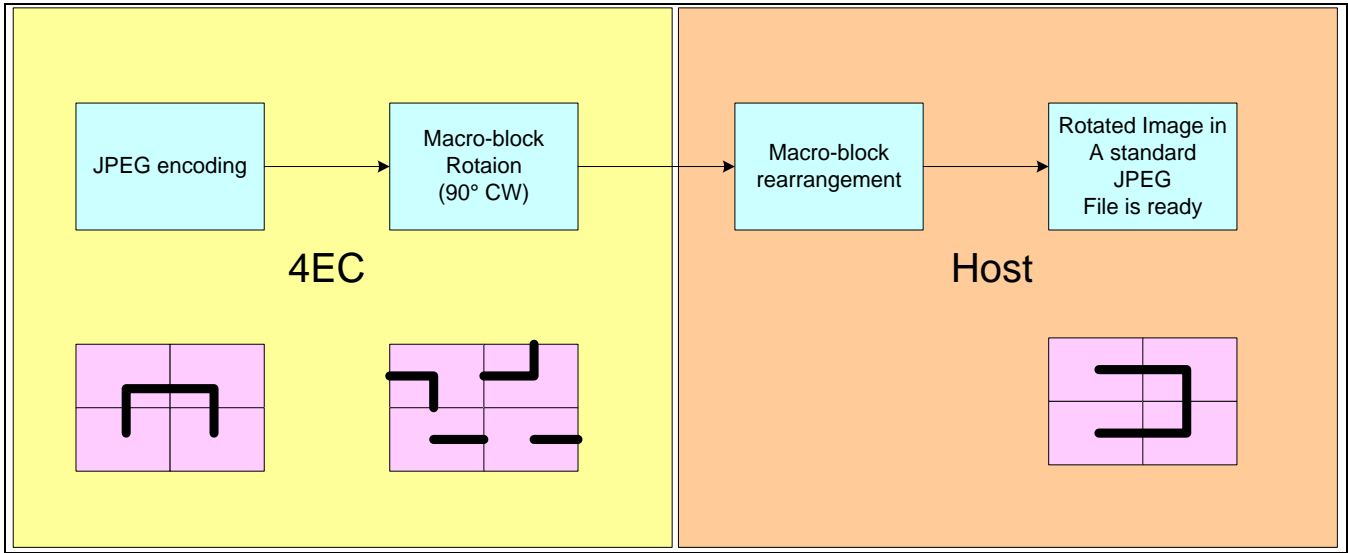 JPEG encoding
Macro-block
Rotaion
(90° CW)
Macro-block
rearrangement
Rotated Image in
A standard
JPEG
File is ready
4EC
Host